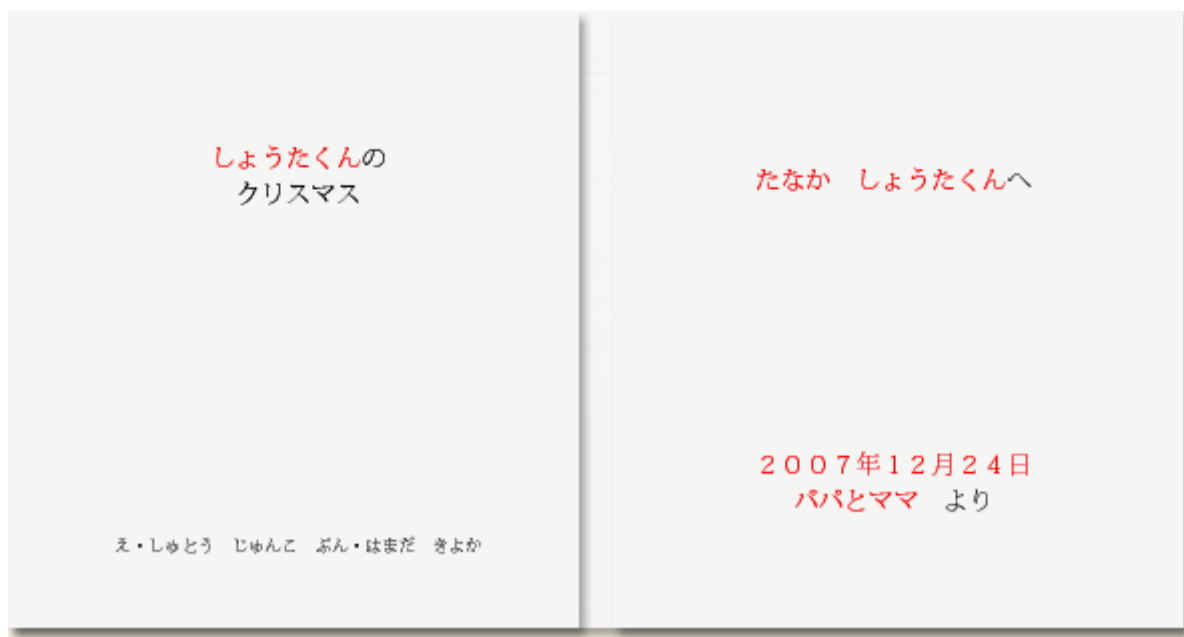 しょうたくんの
クリスマス
え・しゅとう　じゅんこ　ぶん・はまだ　きよか
たなか　しょうたくんへ
２００７年１２月２４日
パパとママ　より